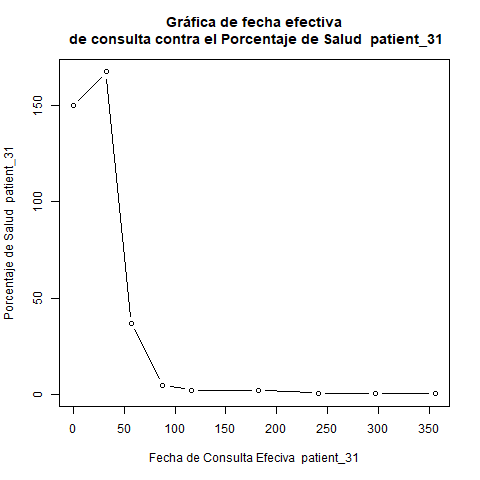 Gráfica de fecha efectiva
de consulta contra el Porcentaje de Salud patient_31
Porcentaje de Salud patient_31
150
100
50
0
0 50 100 150 200 250 300 350
Fecha de Consulta Efeciva patient_31